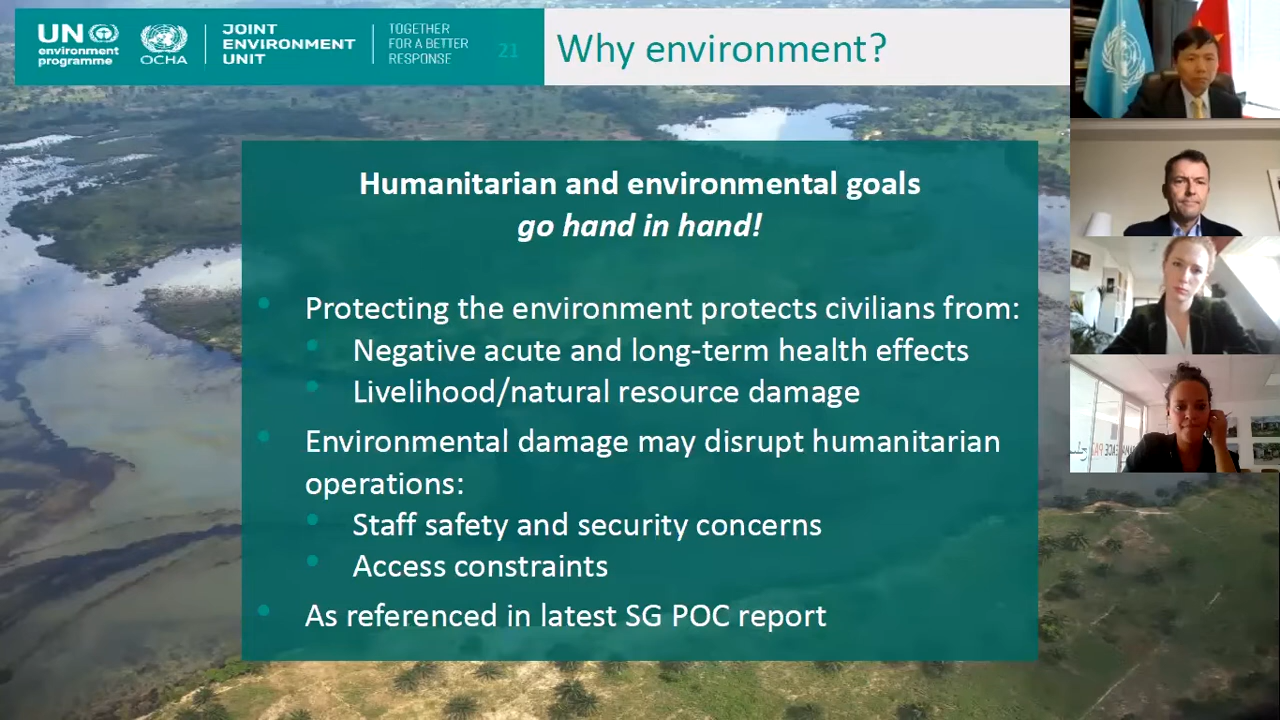 UN
environment
programme
OCHA
JOINT
ENVIRONMENT
UNIT
TOGETHER
FOR A BETTER
RESPONSE
21
Why environment?
Humanitarian and environmental goals
go hand in hand!
Protecting the environment protects civilians from:
Negative acute and long-term health effects
Livelihood/natural resource damage
Environmental damage may disrupt humanitarian
operations:
Staff safety and security concerns
Access constraints
As referenced in latest SG POC report